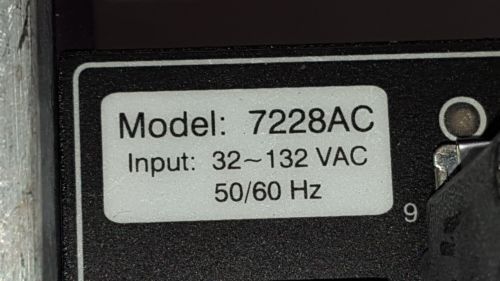 Model: 7228AC
Input: 32~132 VAC
50/60 Hz
9